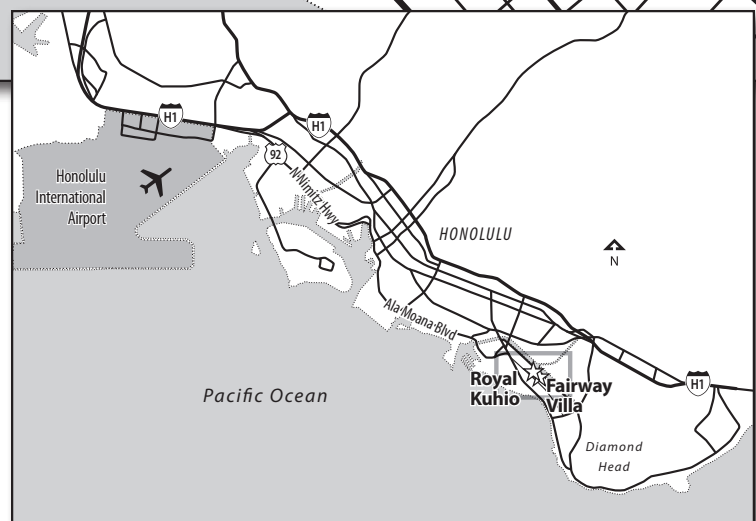 H1
H1
92
N Nimitz Hwy
Honolulu
International
Airport
HONOLULU
N
Ala Moana Blvd
Royal
Kuhio
Fairway
Villa
H1
Pacific Ocean
Diamond
Head